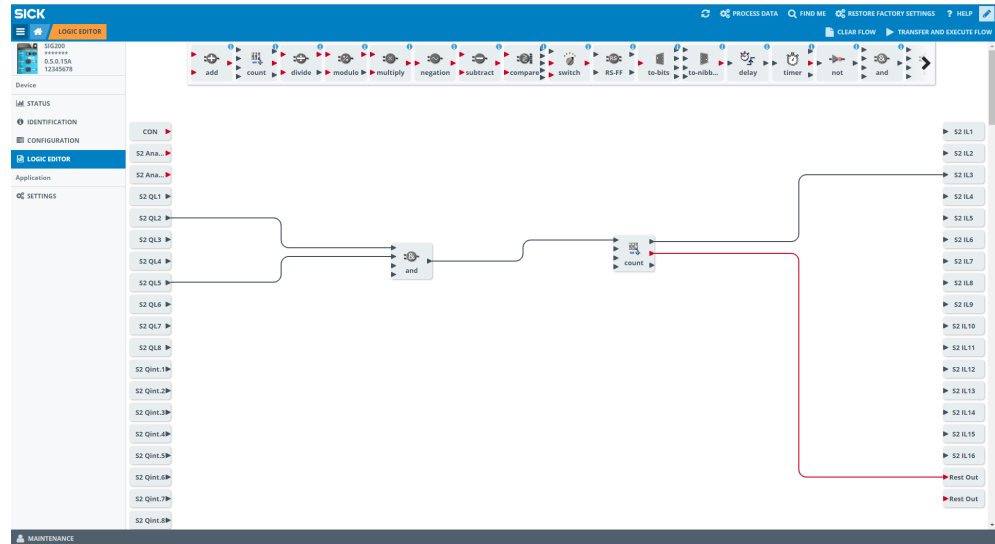 SICK
PROCESS DATA FIND ME RESTORE FACTORY SETTINGS ? HELP
LOGIC EDITOR
CLEAR FLOW TRANSFER AND EXECUTE FLOW
SIG200
*******
0.5.0.15A
12345678
Device
STATUS
IDENTIFICATION
CONFIGURATION
LOGIC EDITOR
Application
SETTINGS
add count divide modulo multiply negation subtract compare switch RS-FF to-bits to-nibb... delay timer not and
CON
S2 Ana...
S2 Ana...
S2 QL1
S2 QL2
S2 QL3
S2 QL4
S2 QL5
S2 QL6
S2 QL7
S2 QL8
S2 Qint.1
S2 Qint.2
S2 Qint.3
S2 Qint.4
S2 Qint.5
S2 Qint.6
S2 Qint.7
S2 Qint.8
and
count
S2 IL1
S2 IL2
S2 IL3
S2 IL4
S2 IL5
S2 IL6
S2 IL7
S2 IL8
S2 IL9
S2 IL10
S2 IL11
S2 IL12
S2 IL13
S2 IL14
S2 IL15
S2 IL16
Rest Out
Rest Out
MAINTENANCE